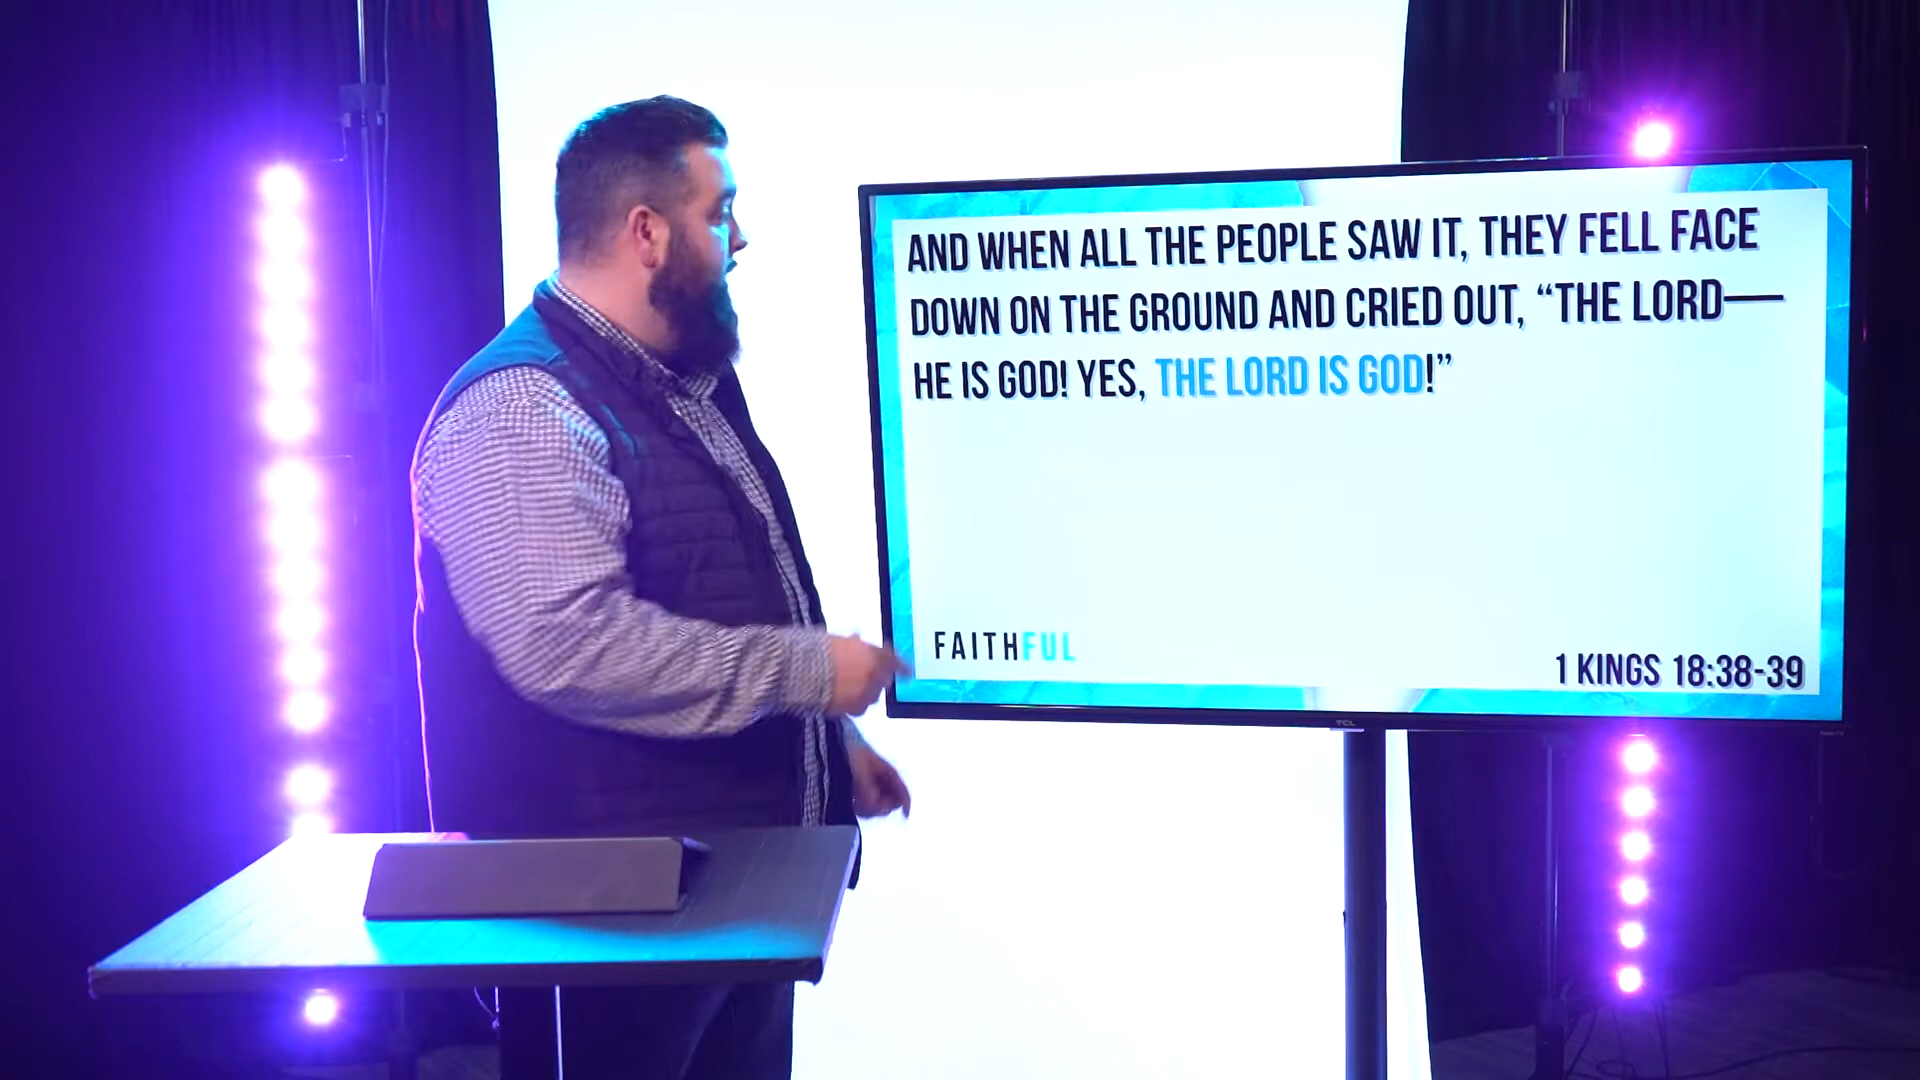 AND WHEN ALL THE PEOPLE SAW IT, THEY FELL FACE
DOWN ON THE GROUND AND CRIED OUT, “THE LORD—
HE IS GOD! YES, THE LORD IS GOD!”
FAITHFUL
1 KINGS 18:38-39
TCL